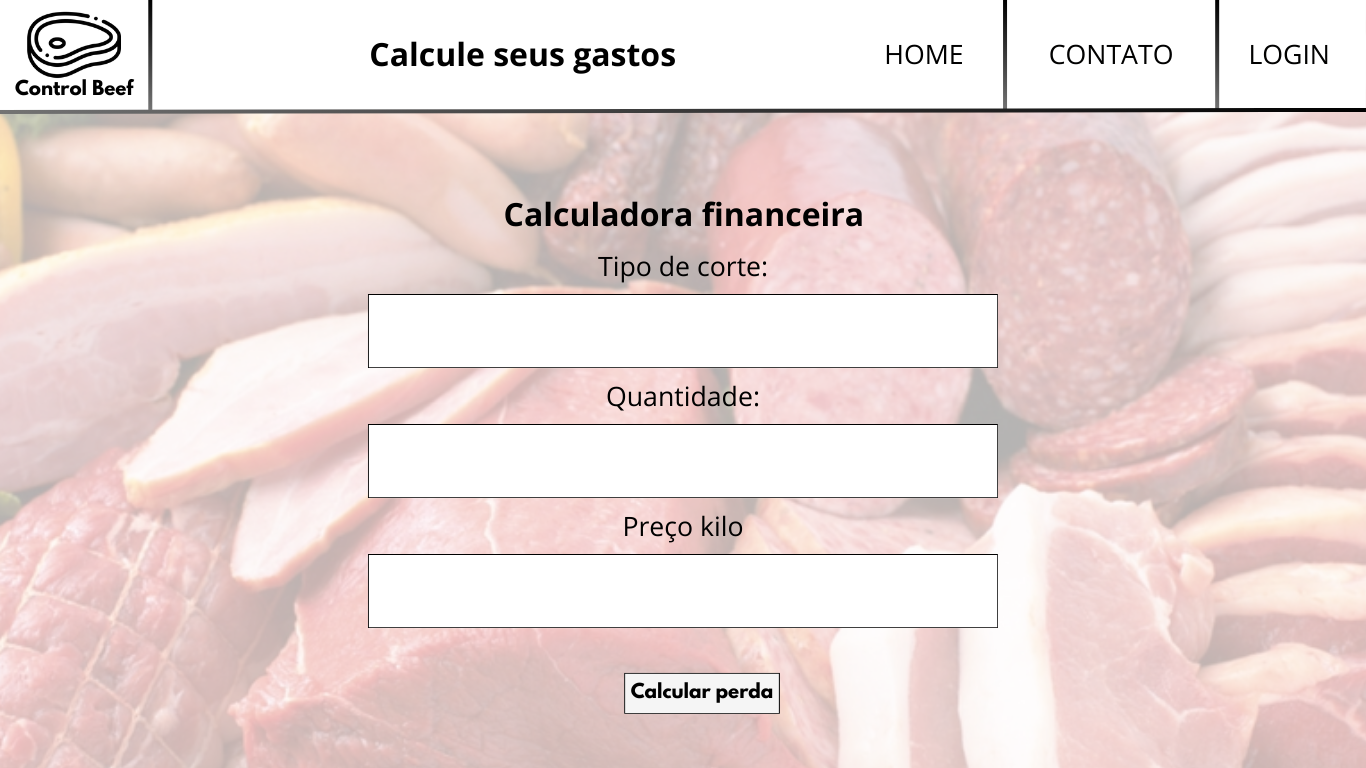 Control Beef
Calcule seus gastos
HOME
CONTATO
LOGIN
Calculadora financeira
Tipo de corte:
Quantidade:
Preço kilo
Calcular perda